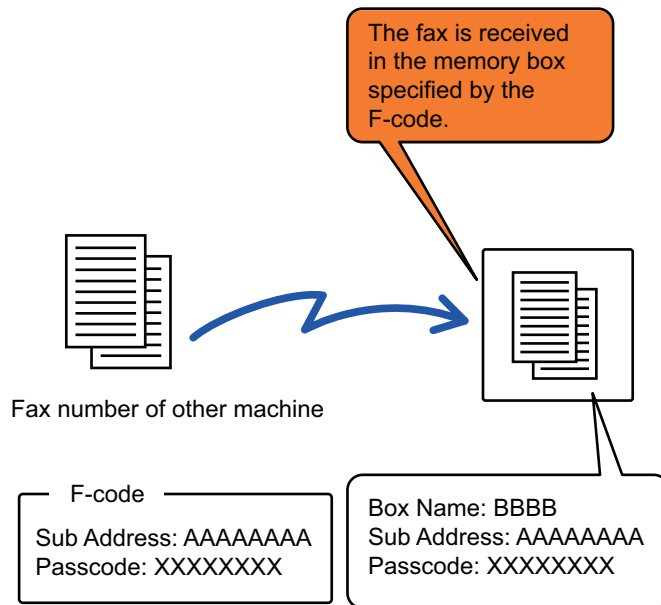 The fax is received
in the memory box
specified by the
F-code.
Fax number of other machine
F-code
Sub Address: AAAAAAAA
Passcode: XXXXXXXX
Box Name: BBBB
Sub Address: AAAAAAAA
Passcode: XXXXXXXX